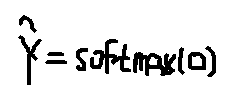 Ŷ = softmax(O)